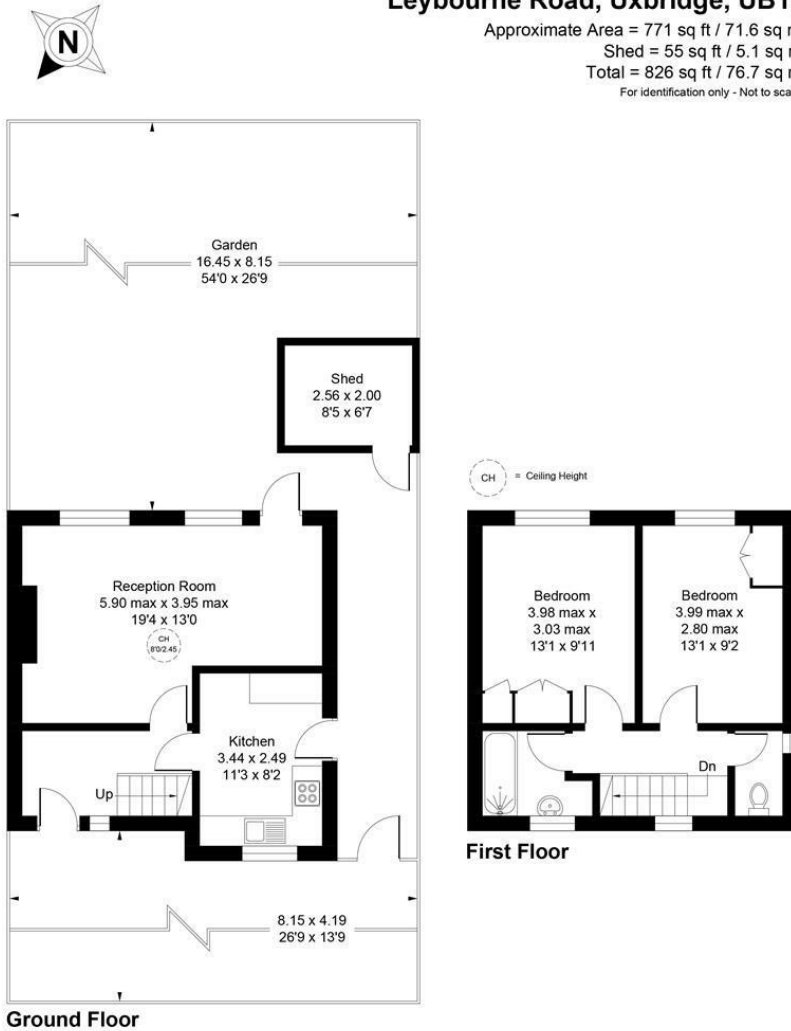 Leybourne Road, Uxbridge, UB1
Approximate Area = 771 sq ft / 71.6 sq m
Shed = 55 sq ft / 5.1 sq m
Total = 826 sq ft / 76.7 sq m
For identification only - Not to sca
N
Garden
16.45 x 8.15
54'0 x 26'9
Shed
2.56 x 2.00
8'5 x 6'7
CH = Ceiling Height
Reception Room
5.90 max x 3.95 max
19'4 x 13'0
CH
8'0/2.45
Kitchen
3.44 x 2.49
11'3 x 8'2
Up
8.15 x 4.19
26'9 x 13'9
Ground Floor
Bedroom
3.98 max x
3.03 max
13'1 x 9'11
Bedroom
3.99 max x
2.80 max
13'1 x 9'2
Dn
First Floor